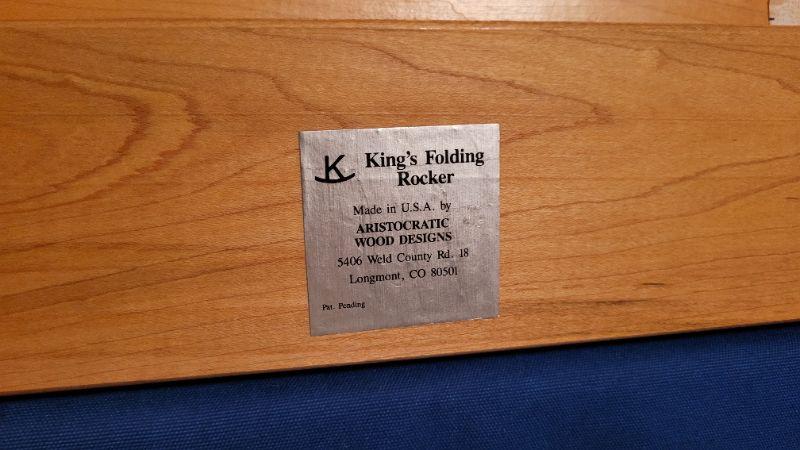 K
King's Folding
Rocker
Made in U.S.A. by
ARISTOCRATIC
WOOD DESIGNS
5406 Weld County Rd. 18
Longmont, CO 80501
Pat. Pending